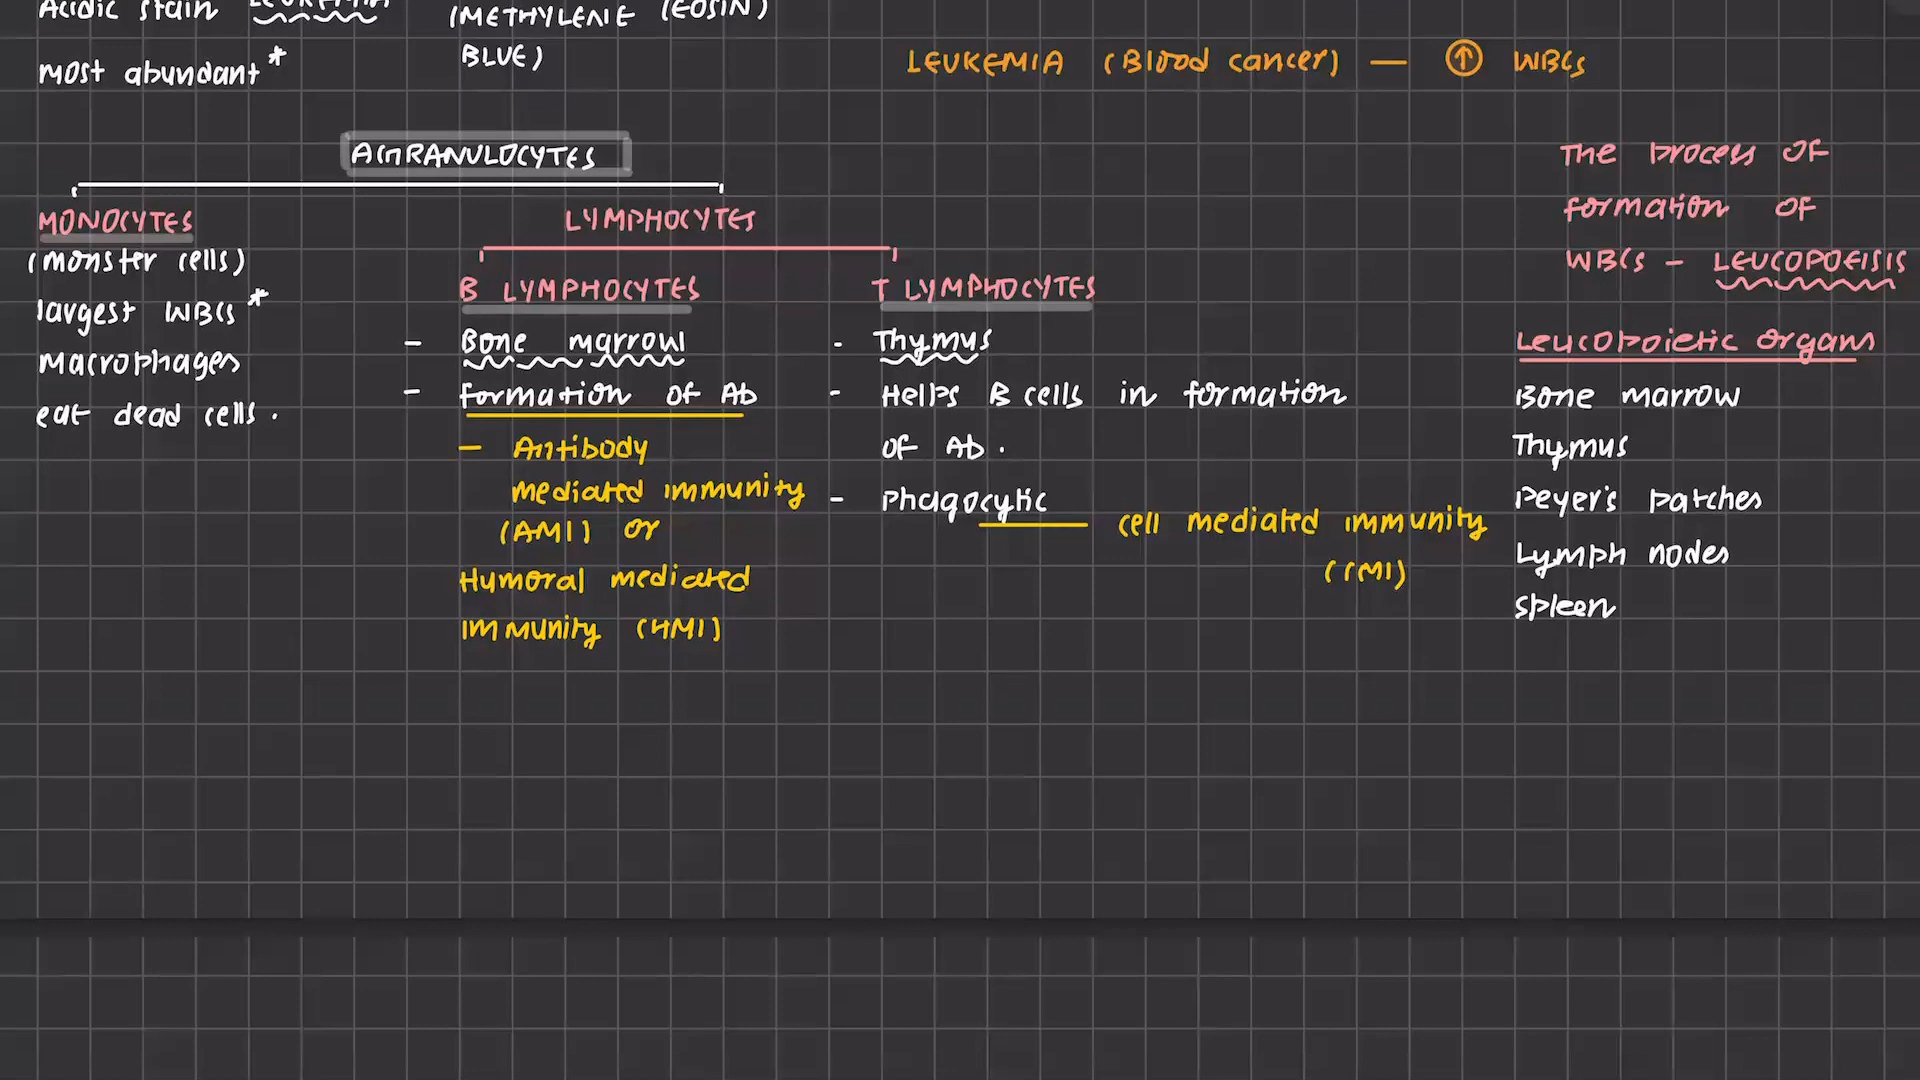 Acidic stain LEUKEMIA
(METHYLENE (EOSIN)
BLUE)
most abundant*
LEUKEMIA (Blood cancer) — ↑ WBCs
AGRANULOCYTES
MONOCYTES
(monster cells)
largest WBCs*
Macrophages
eat dead cells.
LYMPHOCYTES
B LYMPHOCYTES
- Bone marrow
- Formation of Ab
- Antibody
mediated immunity
(AMI) or
Humoral mediated
immunity (HMI)
T LYMPHOCYTES
- Thymus
- Helps B cells in formation
of Ab.
- Phagocytic
cell mediated immunity
(CMI)
The process of
formation of
WBCs - LEUCOPOEISIS
Leucopoietic organs
Bone marrow
Thymus
Peyer's patches
Lymph nodes
Spleen